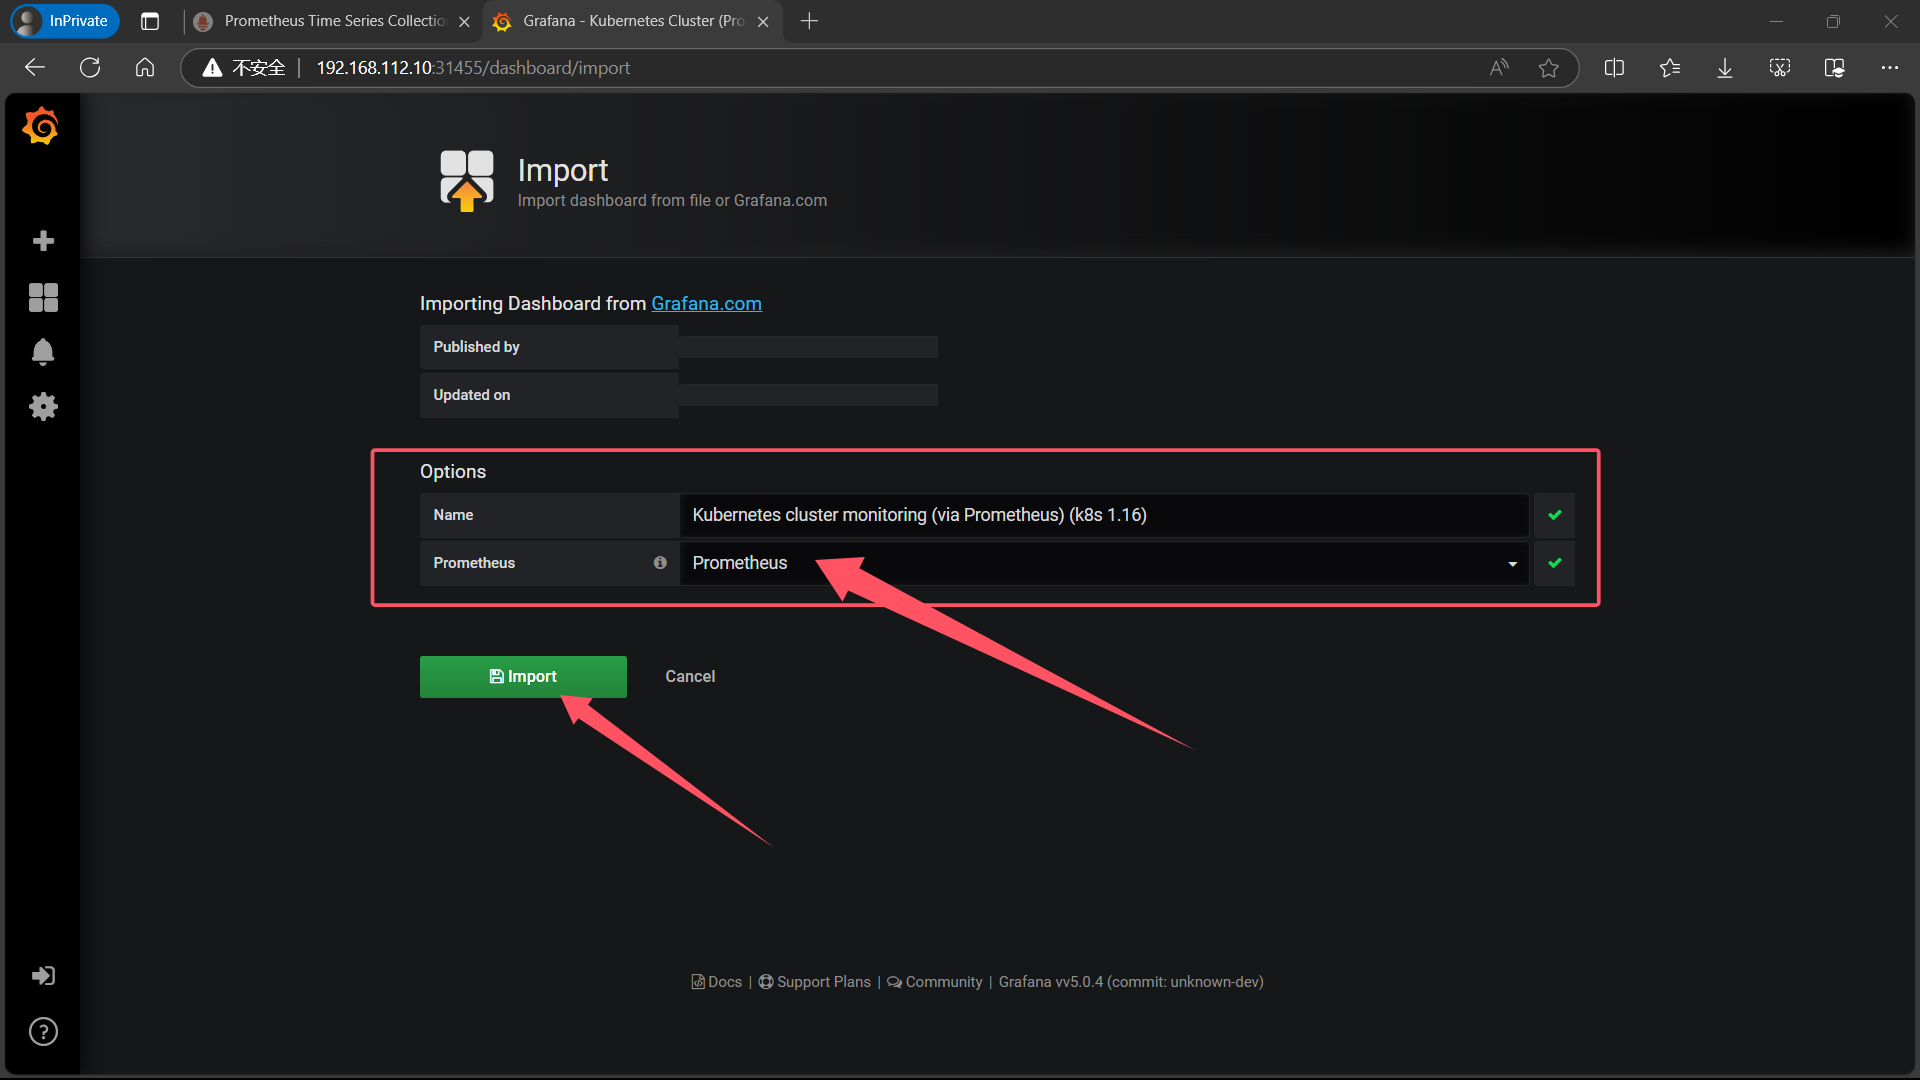 InPrivate
Prometheus Time Series Collectio
Grafana - Kubernetes Cluster (Pro
不安全 | 192.168.112.10:31455/dashboard/import
Import
Import dashboard from file or Grafana.com
Importing Dashboard from Grafana.com
Published by
Updated on
Options
Name
Kubernetes cluster monitoring (via Prometheus) (k8s 1.16)
Prometheus
Prometheus
Import
Cancel
Docs | Support Plans | Community | Grafana vv5.0.4 (commit: unknown-dev)